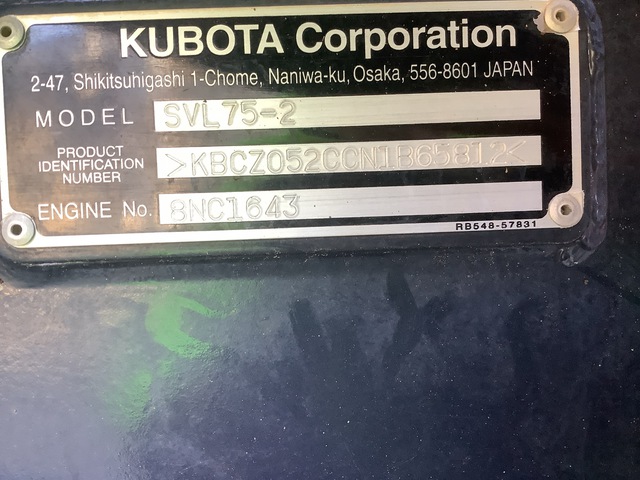 KUBOTA Corporation
2-47, Shikitsuhigashi 1-Chome, Naniwa-ku, Osaka, 556-8601 JAPAN
MODEL SVL75-2
PRODUCT
IDENTIFICATION
NUMBER >KBCZ052CCN1B65812<
ENGINE No. 8NC1643
RB548-57831